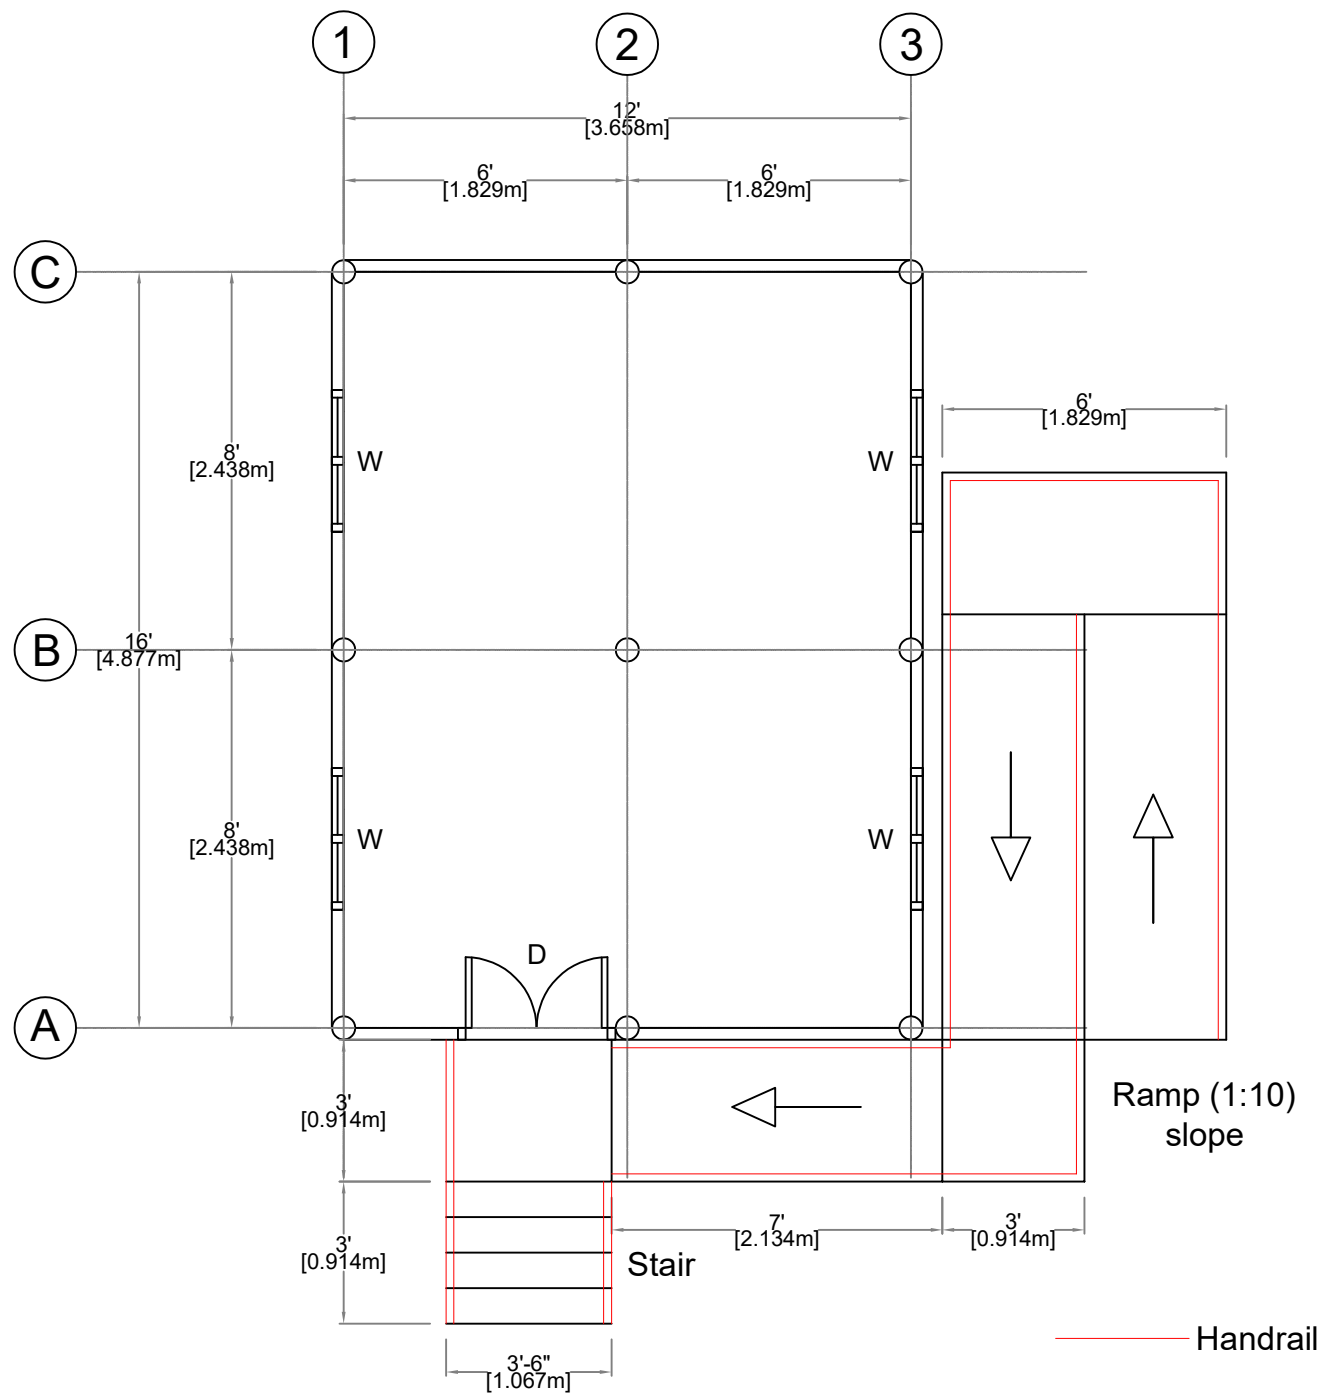 1
2
3
12'
[3.658m]
6'
[1.829m]
6'
[1.829m]
C
6'
[1.829m]
8'
[2.438m]
W
W
B
16'
[4.877m]
8'
[2.438m]
W
W
D
A
3'
[0.914m]
Ramp (1:10)
slope
7'
[2.134m]
3'
[0.914m]
3'
[0.914m]
Stair
Handrail
3'-6"
[1.067m]